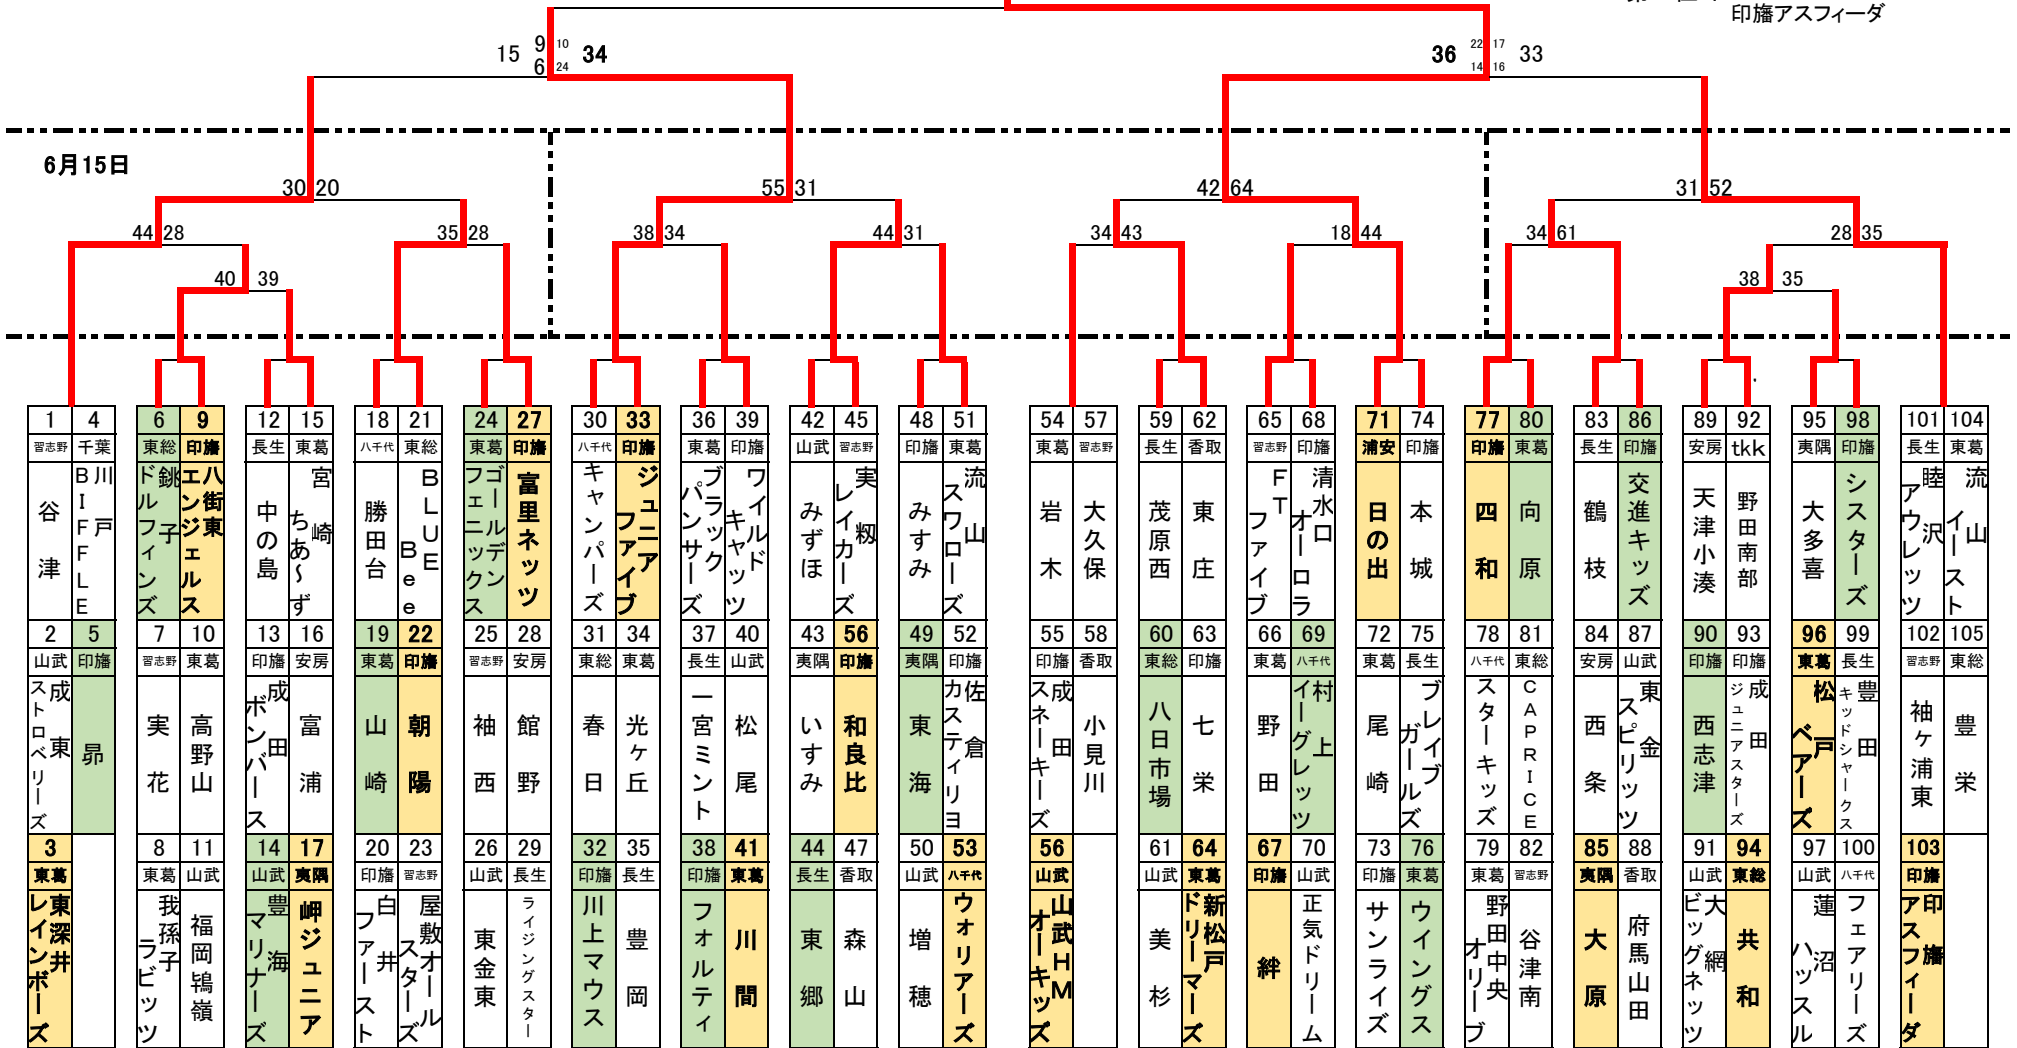 印旛アスフィーダ
15 9 10 34
6 24
36 22 17 33
14 16
6月15日
30 20
55 31
42 64
31 52
44 28
35 28
38 34
44 31
34 43
18 44
34 61
28 35
40 39
38 35
1 習志野 谷津
2 山武 成東ストロベリーズ
3 東葛 東深井レインボーズ
4 千葉 川戸BIFFLE
5 印旛 昴
6 東総 銚子ドルフィンズ
7 習志野 実花
8 東葛 我孫子ラビッツ
9 印旛 八街東エンジェルス
10 東葛 高野山
11 山武 福岡鴇嶺
12 長生 中の島
13 印旛 成田ボンバース
14 山武 豊海マリナーズ
15 東葛 宮崎ちあ～ず
16 安房 富浦
17 夷隅 岬ジュニア
18 八千代 勝田台
19 東葛 山崎
20 印旛 白井ファースト
21 東総 BLUE Bee
22 印旛 朝陽
23 習志野 屋敷オールスターズ
24 東葛 ゴールデンフェニックス
25 習志野 袖西
26 山武 東金東
27 印旛 富里ネッツ
28 安房 館野
29 長生 ライジングスター
30 八千代 キャンパーズ
31 東総 春日
32 印旛 川上マウス
33 印旛 ジュニアファイブ
34 東葛 光ヶ丘
35 長生 豊岡
36 東葛 ブラックパンサーズ
37 長生 一宮ミント
38 印旛 フォルティ
39 印旛 ワイルドキャッツ
40 山武 松尾
41 東葛 川間
42 山武 みずほ
43 夷隅 いすみ
44 長生 東郷
45 習志野 実籾レイカーズ
56 印旛 和良比
47 香取 森山
48 印旛 みすみ
49 夷隅 東海
50 山武 増穂
51 東葛 流山スワローズ
52 印旛 佐倉カスティリヨ
53 八千代 ウォリアーズ
54 東葛 岩木
55 印旛 成田スネーキーズ
56 山武 山武HMオーキッズ
57 習志野 大久保
58 香取 小見川
59 長生 茂原西
60 東総 八日市場
61 山武 美杉
62 香取 東庄
63 印旛 七栄
64 東葛 新松戸ドリーマーズ
65 習志野 FTファイブ
66 東葛 野田
67 印旛 絆
68 印旛 清水口オーロラ
69 八千代 村上イーグレッツ
70 山武 正気ドリーム
71 浦安 日の出
72 東葛 尾崎
73 印旛 サンライズ
74 印旛 本城
75 長生 ブレイブガールズ
76 東葛 ウイングス
77 印旛 四和
78 八千代 スターキッズ
79 東葛 野田中央オリーブ
80 東葛 向原
81 東総 CAPRICE
82 習志野 谷津南
83 長生 鶴枝
84 安房 西条
85 夷隅 大原
86 印旛 交進キッズ
87 山武 東金スピリッツ
88 香取 府馬山田
89 安房 天津小湊
90 印旛 西志津
91 山武 大網ビッグネッツ
92 tkk 野田南部
93 印旛 成田ジュニアスターズ
94 東総 共和
95 夷隅 大多喜
96 東葛 松戸ベアーズ
97 山武 蓮沼ハッスル
98 印旛 シスターズ
99 長生 豊田キッドシャークス
100 八千代 フェアリーズ
101 長生 睦沢アウレッツ
102 習志野 袖ヶ浦東
103 印旛 印旛アスフィーダ
104 東葛 流山イースト
105 東総 豊栄